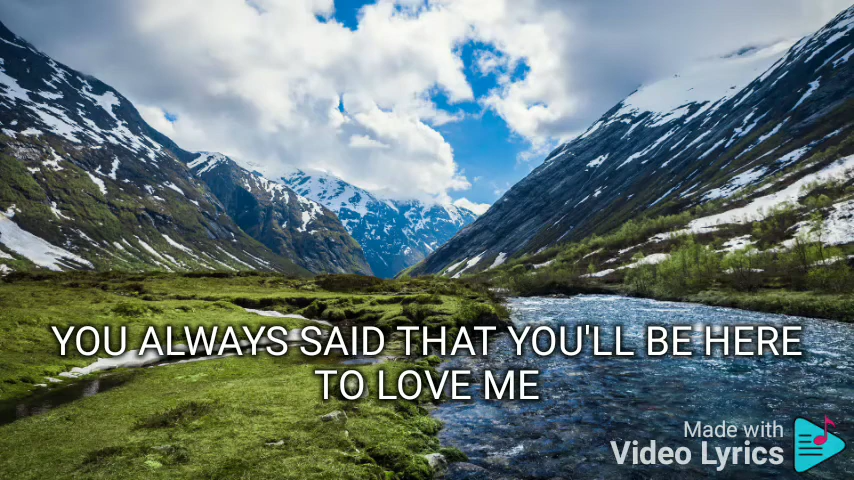 YOU ALWAYS SAID THAT YOU'LL BE HERE
TO LOVE ME
Made with
Video Lyrics